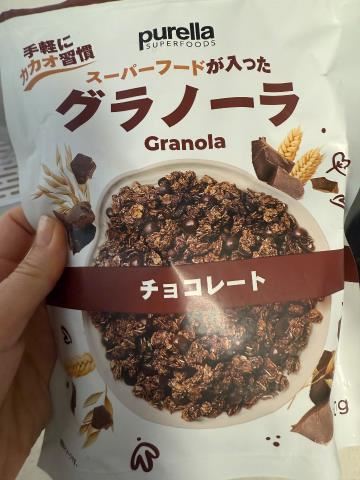 手軽に
カカオ習慣
purella
SUPERFOODS
スーパーフードが入った
グラノーラ
Granola
チョコレート